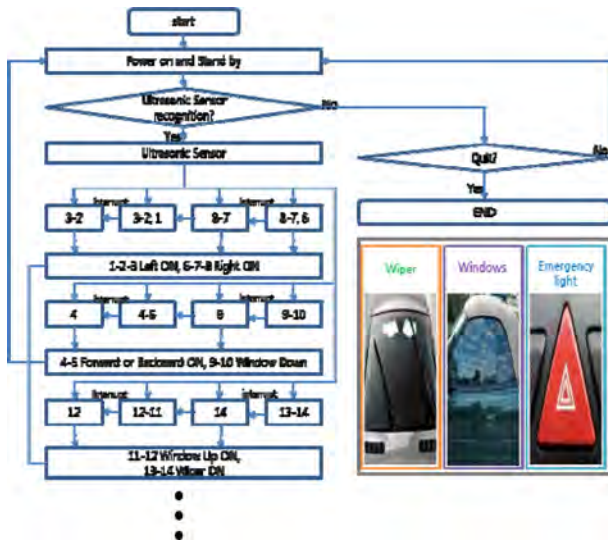 start
Power on and Stand by
Ultrasonic Sensor
recognition?
No
Yes
Ultrasonic Sensor
Quit?
No
Yes
END
Interrupt
Interrupt
3-2
3-2, 1
8-7
8-7, 6
1-2-3 Left ON, 6-7-8 Right ON
Interrupt
Interrupt
4
4-5
9
9-10
4-5 Forward or Backward ON, 9-10 Window Down
Interrupt
Interrupt
12
12-11
14
13-14
11-12 Window Up ON,
13-14 Wiper ON
Wiper
Windows
Emergency
light